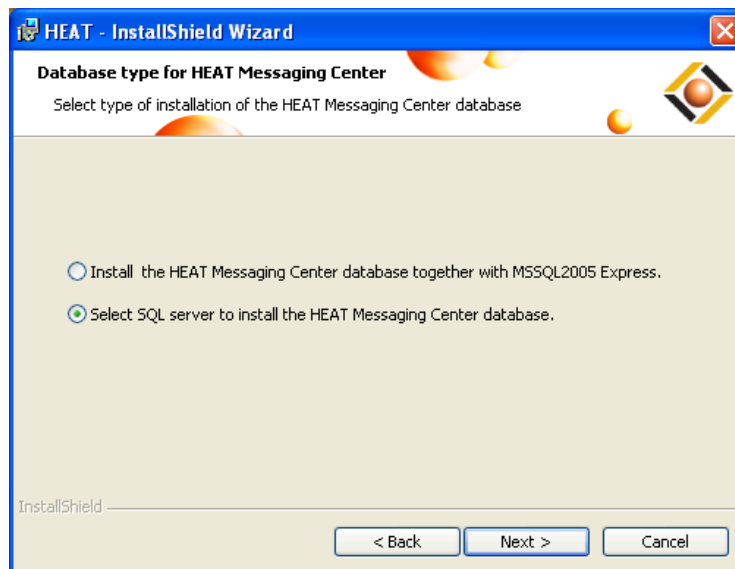 HEAT - InstallShield Wizard
Database type for HEAT Messaging Center
Select type of installation of the HEAT Messaging Center database
Install the HEAT Messaging Center database together with MSSQL2005 Express.
Select SQL server to install the HEAT Messaging Center database.
InstallShield
< Back Next > Cancel